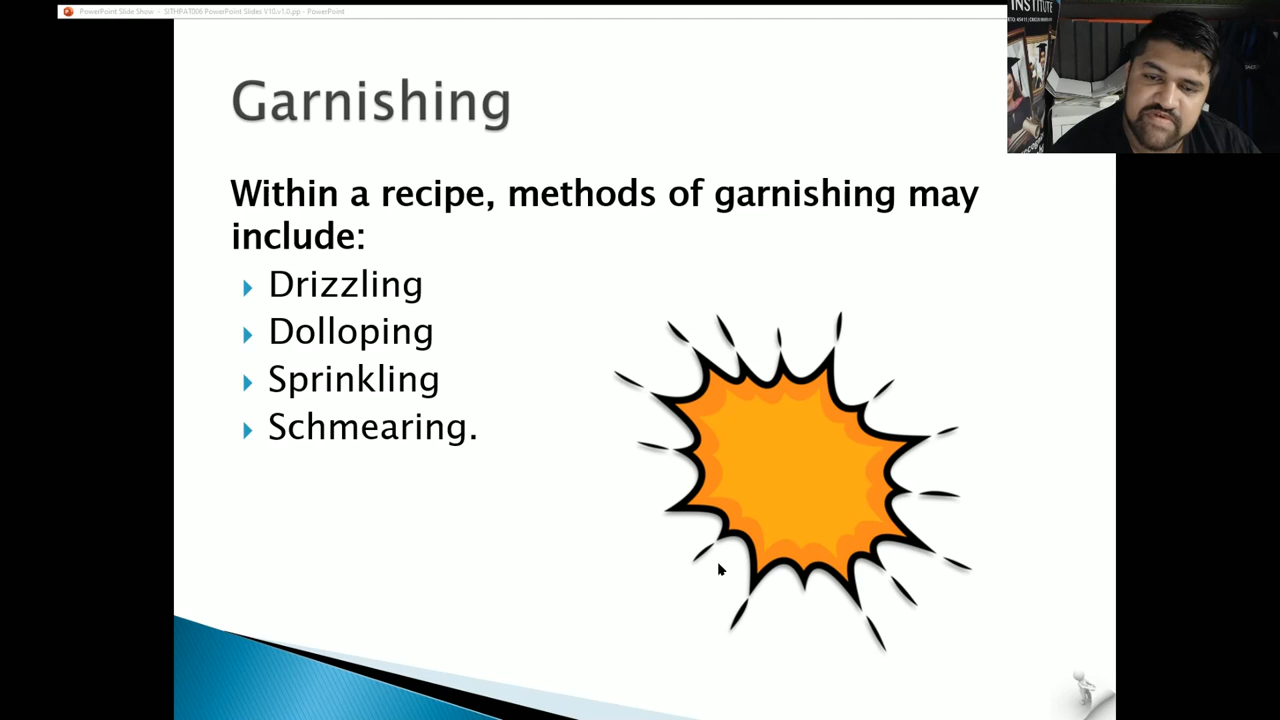 PowerPoint Slide Show - SITHPAT006 PowerPoint Slides V10.v1.0.pp - PowerPoint
INSTITUTE
Garnishing
Within a recipe, methods of garnishing may
include:
Drizzling
Dolloping
Sprinkling
Schmearing.